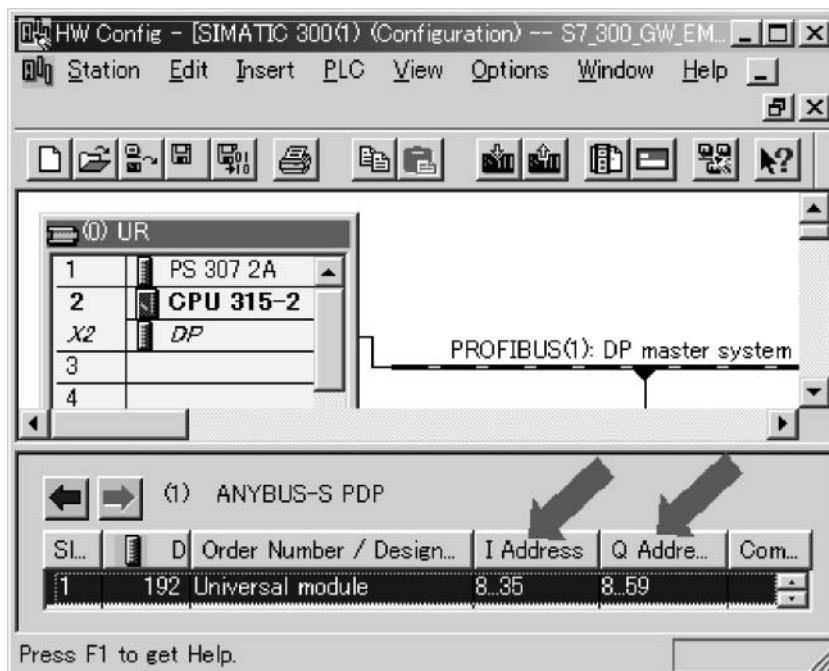 HW Config - [SIMATIC 300(1) (Configuration) -- S7_300_GW_EM...
Station Edit Insert PLC View Options Window Help
(0) UR
1 PS 307 2A
2 CPU 315-2
X2 DP
3
4
PROFIBUS(1): DP master system
(1) ANYBUS-S PDP
Sl... D Order Number / Design... I Address Q Addre... Com...
1 192 Universal module 8...35 8...59
Press F1 to get Help.